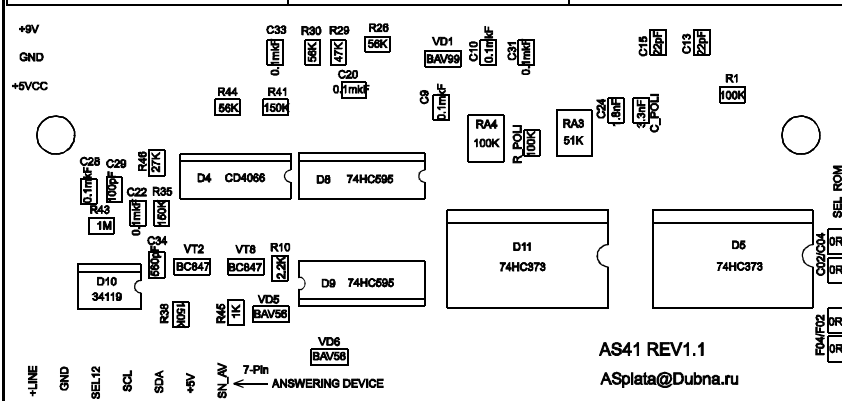 +9V
GND
+5VCC
C33
0.1mkF
R30
56K
R29
47K
R26
56K
VD1
BAV99
C10
0.1mkF
C31
0.1mkF
C15
22pF
C13
22pF
C20
0.1mkF
R44
56K
R41
150K
C9
0.1mkF
RA4
100K
R_POLI
100K
RA3
51K
C24
1.8nF
3.3nF
C_POLI
R1
100K
C28
0.1mkF
C29
100pF
R46
27K
D4 CD4066
D8 74HC595
R43
1M
C22
0.1mkF
R35
150K
SEL_ROM
C34
560pF
VT2
BC847
VT8
BC847
R10
2.2K
D11
74HC373
D5
74HC373
C02/C04
0R
0R
D10
34119
D9 74HC595
R38
150K
R45
1K
VD5
BAV56
VD6
BAV56
F04/F02
0R
0R
AS41 REV1.1
ASplata@Dubna.ru
+LINE
GND
SEL12
SCL
SDA
+5V
SN_AV
7-Pin
ANSWERING DEVICE